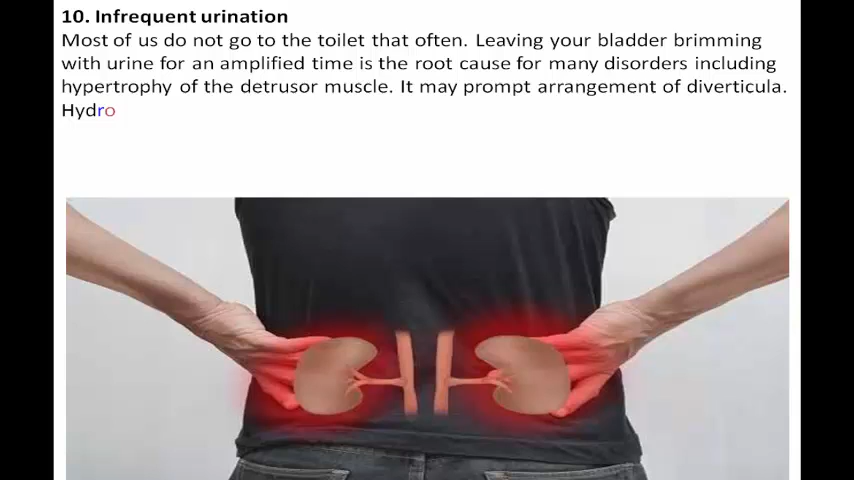 10. Infrequent urination
Most of us do not go to the toilet that often. Leaving your bladder brimming
with urine for an amplified time is the root cause for many disorders including
hypertrophy of the detrusor muscle. It may prompt arrangement of diverticula.
Hydro